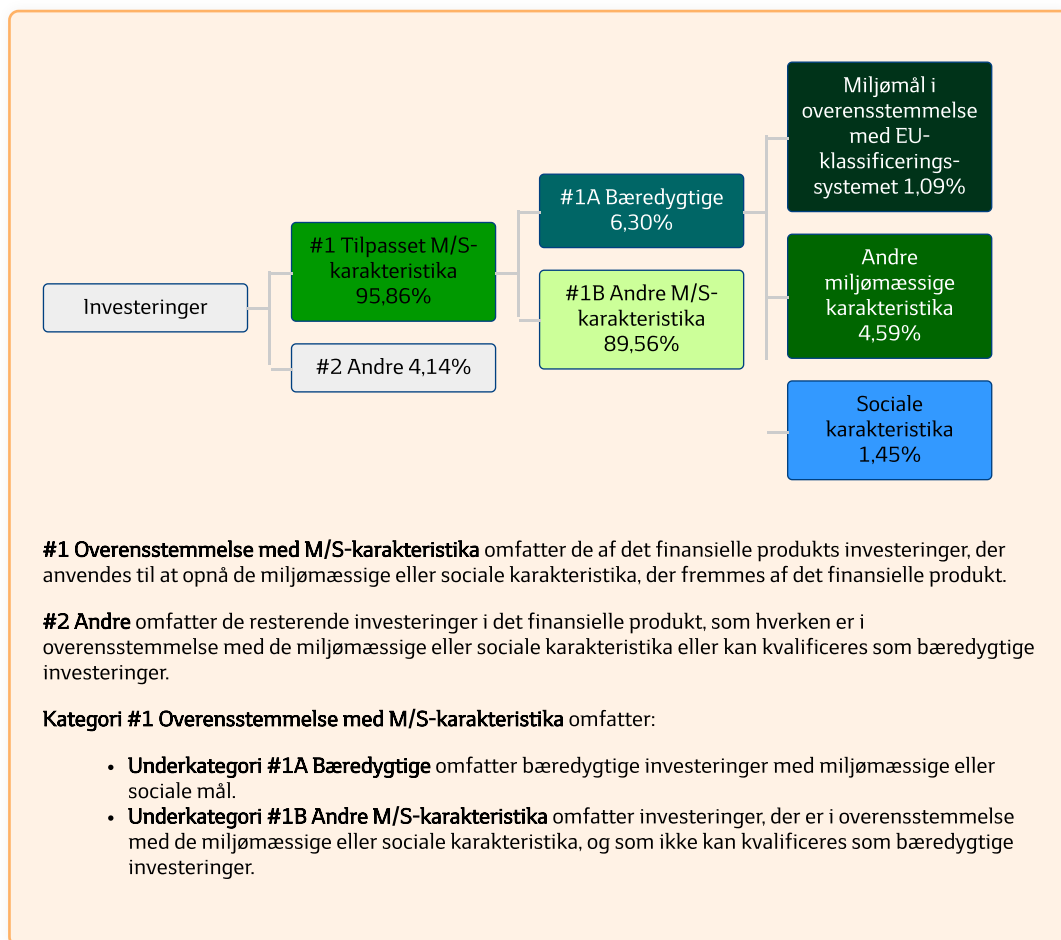 Investeringer
#1 Tilpasset M/S-
karakteristika
95,86%
#2 Andre 4,14%
#1A Bæredygtige
6,30%
#1B Andre M/S-
karakteristika
89,56%
Miljømål i
overensstemmelse
med EU-
klassificerings-
systemet 1,09%
Andre
miljømæssige
karakteristika
4,59%
Sociale
karakteristika
1,45%
#1 Overensstemmelse med M/S-karakteristika omfatter de af det finansielle produkts investeringer, der
anvendes til at opnå de miljømæssige eller sociale karakteristika, der fremmes af det finansielle produkt.
#2 Andre omfatter de resterende investeringer i det finansielle produkt, som hverken er i
overensstemmelse med de miljømæssige eller sociale karakteristika eller kan kvalificeres som bæredygtige
investeringer.
Kategori #1 Overensstemmelse med M/S-karakteristika omfatter:
• Underkategori #1A Bæredygtige omfatter bæredygtige investeringer med miljømæssige eller
sociale mål.
• Underkategori #1B Andre M/S-karakteristika omfatter investeringer, der er i overensstemmelse
med de miljømæssige eller sociale karakteristika, og som ikke kan kvalificeres som bæredygtige
investeringer.